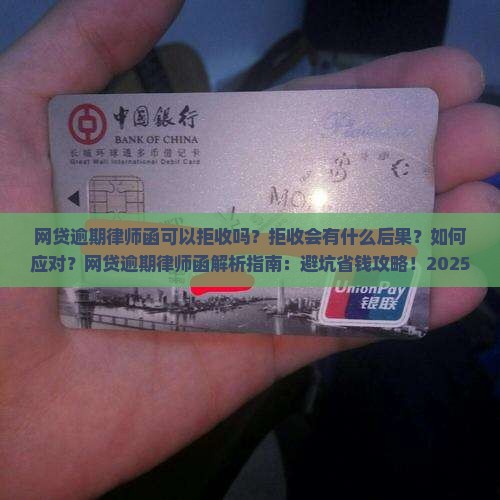 中国银行
BANK OF CHINA
长城环球通多币借记卡
Great Wall International Debit Card
MO
网贷逾期律师函可以拒收吗？拒收会有什么后果？如何
应对？网贷逾期律师函解析指南：避坑省钱攻略！2025
UnionPay
银联